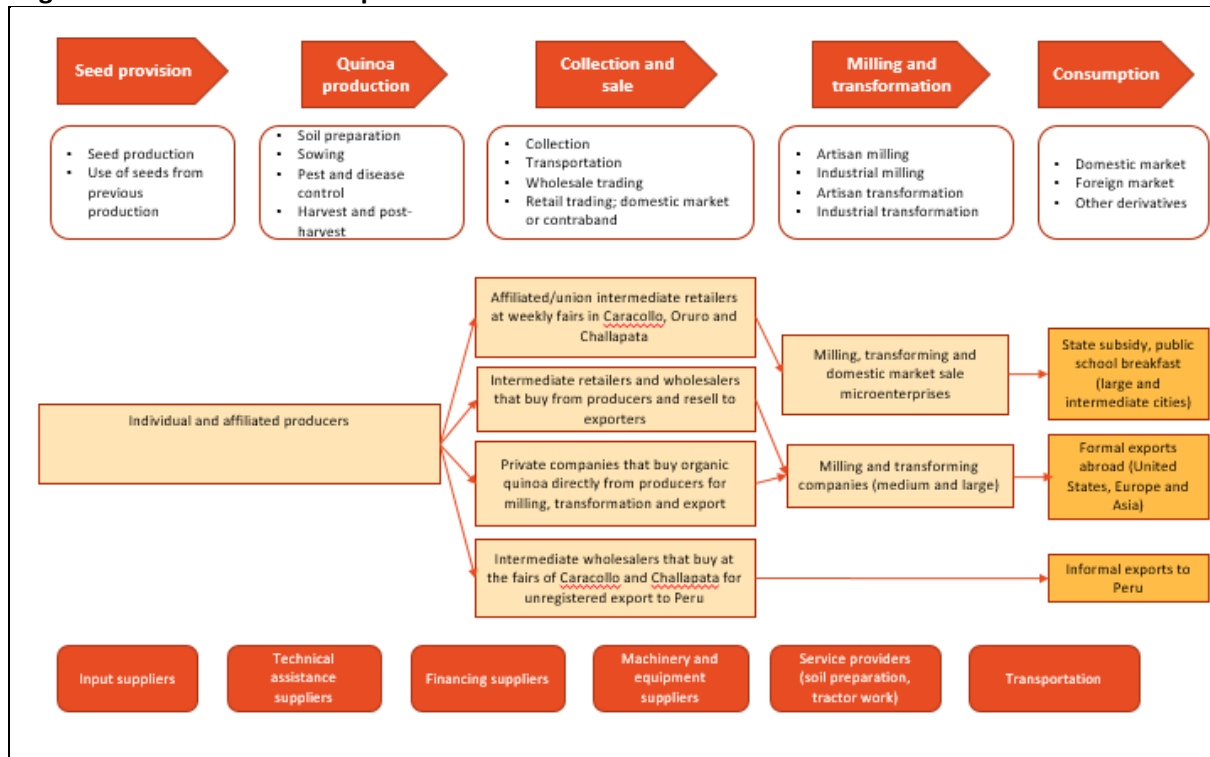 Seed provision
Quinoa
production
Collection and
sale
Milling and
transformation
Consumption
▪ Seed production
▪ Use of seeds from
previous
production
▪ Soil preparation
▪ Sowing
▪ Pest and disease
control
▪ Harvest and post-
harvest
▪ Collection
▪ Transportation
▪ Wholesale trading
▪ Retail trading; domestic market
or contraband
▪ Artisan milling
▪ Industrial milling
▪ Artisan transformation
▪ Industrial transformation
▪ Domestic market
▪ Foreign market
▪ Other derivatives
Individual and affiliated producers
Affiliated/union intermediate retailers
at weekly fairs in Caracollo, Oruro and
Challapata
Intermediate retailers and wholesalers
that buy from producers and resell to
exporters
Private companies that buy organic
quinoa directly from producers for
milling, transformation and export
Intermediate wholesalers that buy at
the fairs of Caracollo and Challapata for
unregistered export to Peru
Milling, transforming and
domestic market sale
microenterprises
Milling and transforming
companies (medium and large)
State subsidy, public
school breakfast
(large and
intermediate cities)
Formal exports
abroad (United
States, Europe and
Asia)
Informal exports to
Peru
Input suppliers
Technical
assistance
suppliers
Financing suppliers
Machinery and
equipment
suppliers
Service providers
(soil preparation,
tractor work)
Transportation